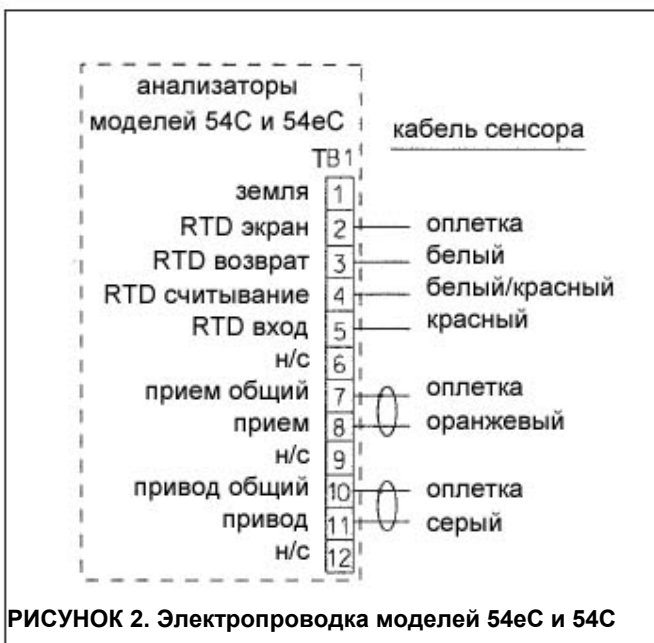 анализаторы
моделей 54С и 54еС
кабель сенсора
ТВ1
земля 1
RTD экран 2 оплетка
RTD возврат 3 белый
RTD считывание 4 белый/красный
RTD вход 5 красный
н/с 6
прием общий 7 оплетка
прием 8 оранжевый
н/с 9
привод общий 10 оплетка
привод 11 серый
н/с 12
РИСУНОК 2. Электропроводка моделей 54еС и 54С